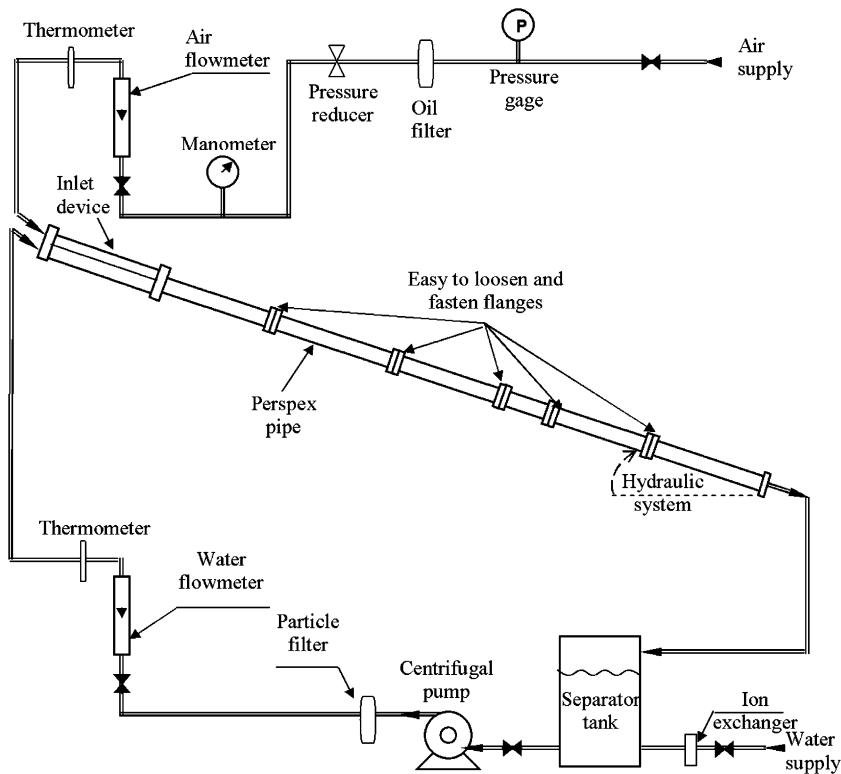 Thermometer
Air
flowmeter
P
Air
supply
Pressure
reducer
Oil
filter
Pressure
gage
Manometer
Inlet
device
Easy to loosen and
fasten flanges
Perspex
pipe
Hydraulic
system
Thermometer
Water
flowmeter
Particle
filter
Centrifugal
pump
Separator
tank
Ion
exchanger
Water
supply